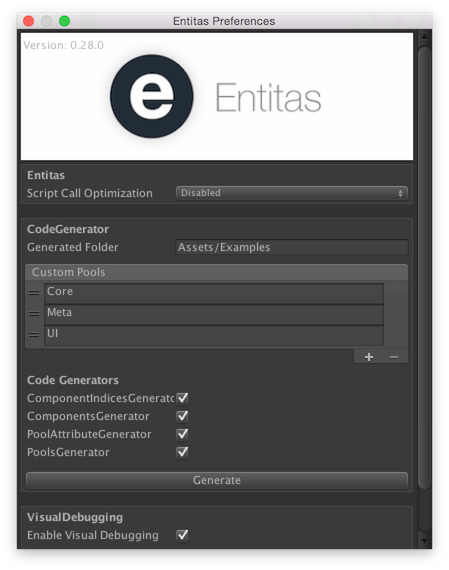 Entitas Preferences
Version: 0.28.0
e Entitas
Entitas
Script Call Optimization Disabled
CodeGenerator
Generated Folder Assets/Examples
Custom Pools
Core
Meta
UI
+ −
Code Generators
ComponentIndicesGenerato
ComponentsGenerator
PoolAttributeGenerator
PoolsGenerator
Generate
VisualDebugging
Enable Visual Debugging